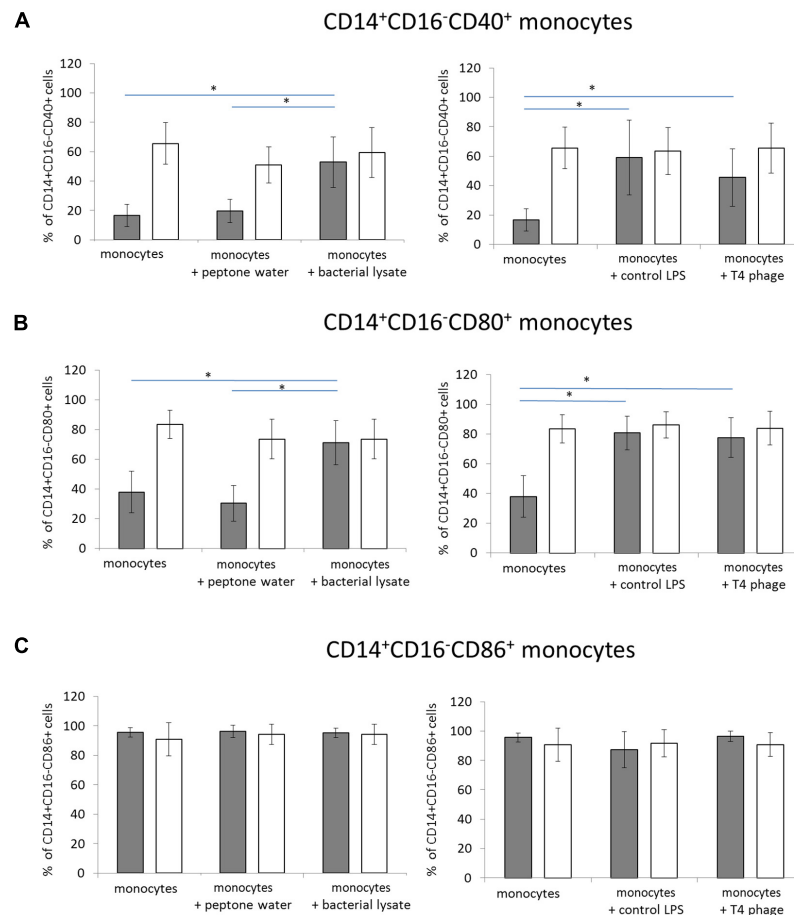 A
CD14⁺CD16⁻CD40⁺ monocytes
% of CD14+CD16-CD40+ cells
120
100
80
60
40
20
0
*
*
monocytes
monocytes
+ peptone water
monocytes
+ bacterial lysate
% of CD14+CD16-CD40+ cells
120
100
80
60
40
20
0
*
*
monocytes
monocytes
+ control LPS
monocytes
+ T4 phage
B
CD14⁺CD16⁻CD80⁺ monocytes
% of CD14+CD16-CD80+ cells
120
100
80
60
40
20
0
*
*
monocytes
monocytes
+ peptone water
monocytes
+ bacterial lysate
% of CD14+CD16-CD80+ cells
120
100
80
60
40
20
0
*
*
monocytes
monocytes
+ control LPS
monocytes
+ T4 phage
C
CD14⁺CD16⁻CD86⁺ monocytes
% of CD14+CD16-CD86+ cells
120
100
80
60
40
20
0
monocytes
monocytes
+ peptone water
monocytes
+ bacterial lysate
% of CD14+CD16-CD86+ cells
120
100
80
60
40
20
0
monocytes
monocytes
+ control LPS
monocytes
+ T4 phage